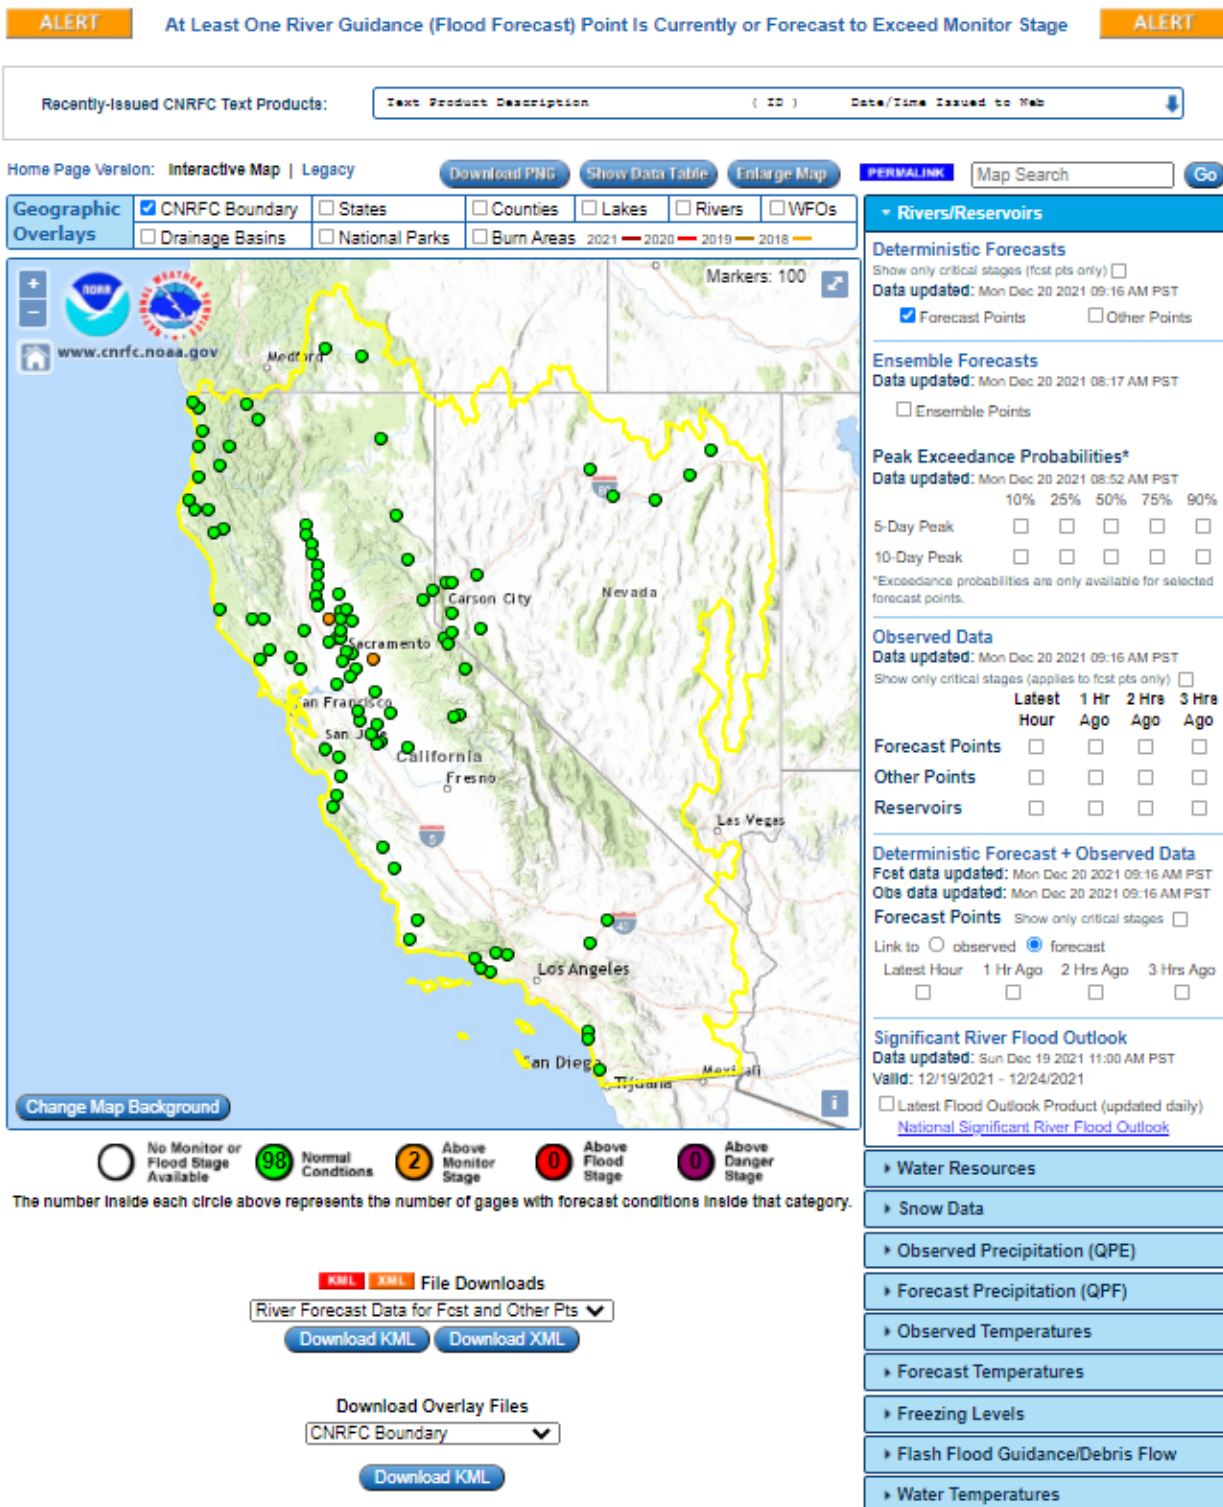 ALERT At Least One River Guidance (Flood Forecast) Point Is Currently or Forecast to Exceed Monitor Stage ALERT
Recently-Issued CNRFC Text Products: Text Product Description ( ID ) Date/Time Issued to Web
Home Page Version: Interactive Map | Legacy Download PNG Show Data Table Enlarge Map PERMALINK Map Search Go
Geographic Overlays
CNRFC Boundary States Counties Lakes Rivers WFOs
Drainage Basins National Parks Burn Areas 2021 2020 2019 2018
+
−
NOAA
NATIONAL WEATHER SERVICE
www.cnrfc.noaa.gov
Markers: 100
Medford
80
Carson City
Nevada
Sacramento
San Francisco
San Jose
California
Fresno
5
Las Vegas
40
Los Angeles
San Diego
Tijuana
Mexicali
Change Map Background
i
No Monitor or Flood Stage Available
98 Normal Condtions
2 Above Monitor Stage
0 Above Flood Stage
0 Above Danger Stage
The number inside each circle above represents the number of gages with forecast conditions inside that category.
KML XML File Downloads
River Forecast Data for Fcst and Other Pts
Download KML Download XML
Download Overlay Files
CNRFC Boundary
Download KML
Rivers/Reservoirs
Deterministic Forecasts
Show only critical stages (fcst pts only)
Data updated: Mon Dec 20 2021 09:16 AM PST
Forecast Points Other Points
Ensemble Forecasts
Data updated: Mon Dec 20 2021 08:17 AM PST
Ensemble Points
Peak Exceedance Probabilities*
Data updated: Mon Dec 20 2021 08:52 AM PST
10% 25% 50% 75% 90%
5-Day Peak
10-Day Peak
*Exceedance probabilities are only available for selected
forecast points.
Observed Data
Data updated: Mon Dec 20 2021 09:16 AM PST
Show only critical stages (applies to fcst pts only)
Latest 1 Hr 2 Hrs 3 Hrs
Hour Ago Ago Ago
Forecast Points
Other Points
Reservoirs
Deterministic Forecast + Observed Data
Fcst data updated: Mon Dec 20 2021 09:16 AM PST
Obs data updated: Mon Dec 20 2021 09:16 AM PST
Forecast Points Show only critical stages
Link to observed forecast
Latest Hour 1 Hr Ago 2 Hrs Ago 3 Hrs Ago
Significant River Flood Outlook
Data updated: Sun Dec 19 2021 11:00 AM PST
Valid: 12/19/2021 - 12/24/2021
Latest Flood Outlook Product (updated daily)
National Significant River Flood Outlook
Water Resources
Snow Data
Observed Precipitation (QPE)
Forecast Precipitation (QPF)
Observed Temperatures
Forecast Temperatures
Freezing Levels
Flash Flood Guidance/Debris Flow
Water Temperatures